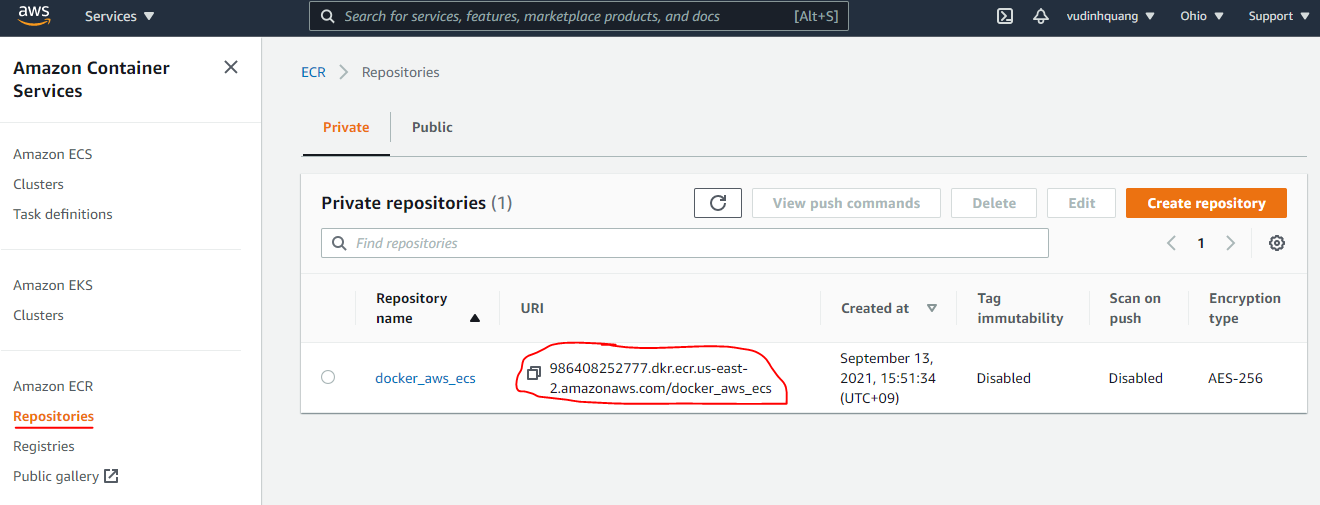 aws
Services
Search for services, features, marketplace products, and docs
[Alt+S]
vudinhquang
Ohio
Support
Amazon Container
Services
Amazon ECS
Clusters
Task definitions
Amazon EKS
Clusters
Amazon ECR
Repositories
Registries
Public gallery
ECR
Repositories
Private
Public
Private repositories (1)
View push commands
Delete
Edit
Create repository
Find repositories
1
Repository
name
URI
Created at
Tag
immutability
Scan on
push
Encryption
type
docker_aws_ecs
986408252777.dkr.ecr.us-east-
2.amazonaws.com/docker_aws_ecs
September 13,
2021, 15:51:34
(UTC+09)
Disabled
Disabled
AES-256